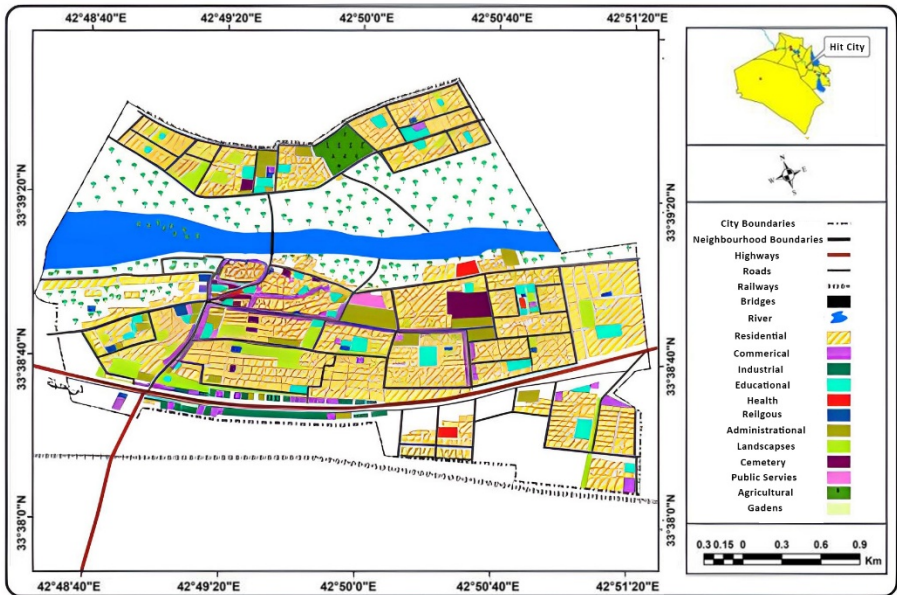 42°48'40"E 42°49'20"E 42°50'0"E 42°50'40"E 42°51'20"E
Hit City
N
W E
S
33°39'20"N 33°39'20"N
33°38'40"N 33°38'40"N
33°38'0"N 33°38'0"N
City Boundaries
Neighbourhood Boundaries
Highways
Roads
Railways
Bridges
River
Residential
Commerical
Industrial
Educational
Health
Religous
Administrational
Landscapes
Cemetery
Public Servies
Agricultural
Gadens
0.3 0.15 0 0.3 0.6 0.9
Km
42°48'40"E 42°49'20"E 42°50'0"E 42°50'40"E 42°51'20"E